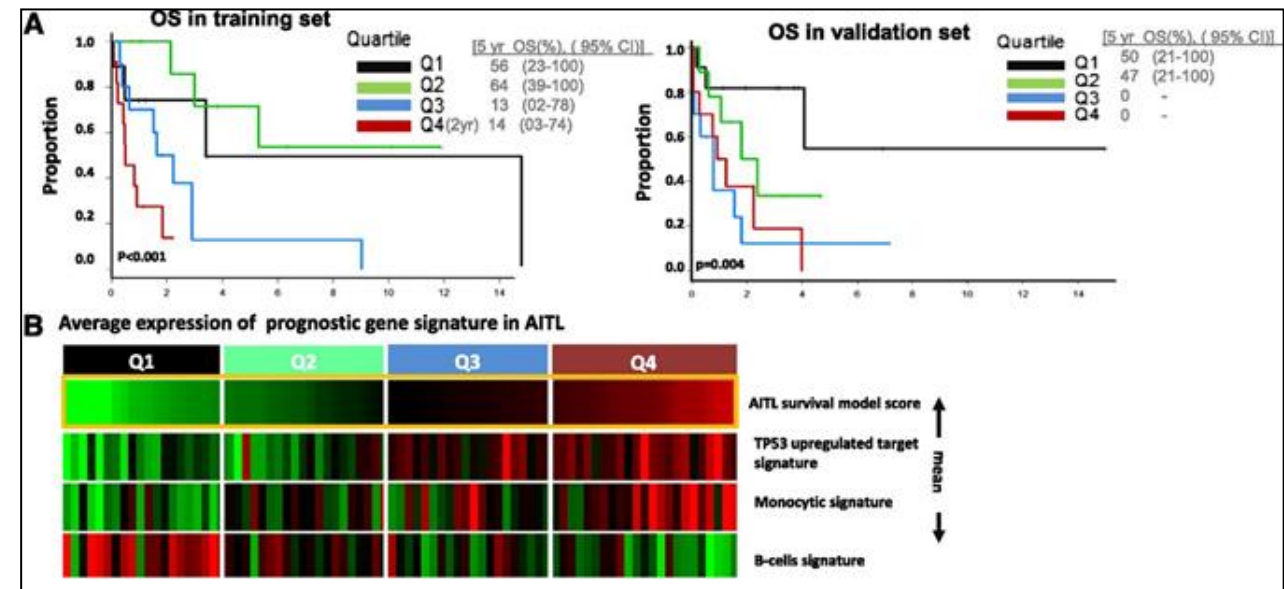 A
OS in training set
Quartile
[5 yr OS(%), ( 95% CI)]
Q1 56 (23-100)
Q2 64 (39-100)
Q3 13 (02-78)
Q4 (2yr) 14 (03-74)
Proportion
1.0
0.8
0.6
0.4
0.2
0.0
P<0.001
0 2 4 6 8 10 12 14
OS in validation set
Quartile
[5 yr OS(%), ( 95% CI)]
Q1 50 (21-100)
Q2 47 (21-100)
Q3 0 -
Q4 0 -
Proportion
1.0
0.8
0.6
0.4
0.2
0.0
p=0.004
0 2 4 6 8 10 12 14
B Average expression of prognostic gene signature in AITL
Q1 Q2 Q3 Q4
AITL survival model score
TP53 upregulated target
signature
Monocytic signature
B-cells signature
mean